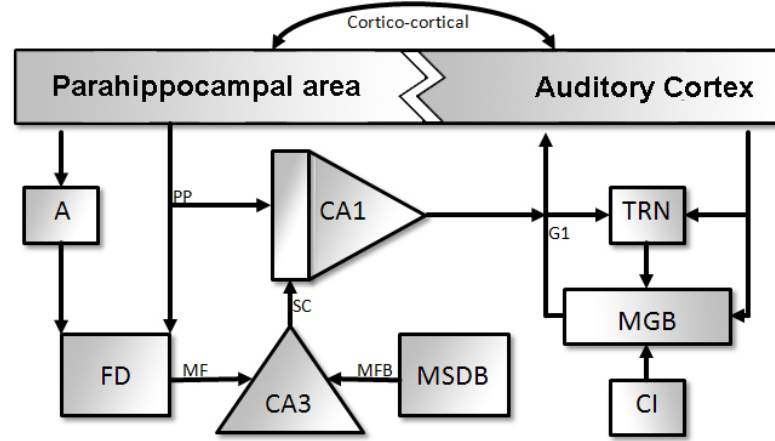 Cortico-cortical
Parahippocampal area
Auditory Cortex
A
PP
CA1
G1
TRN
SC
MGB
FD
MF
CA3
MFB
MSDB
CI